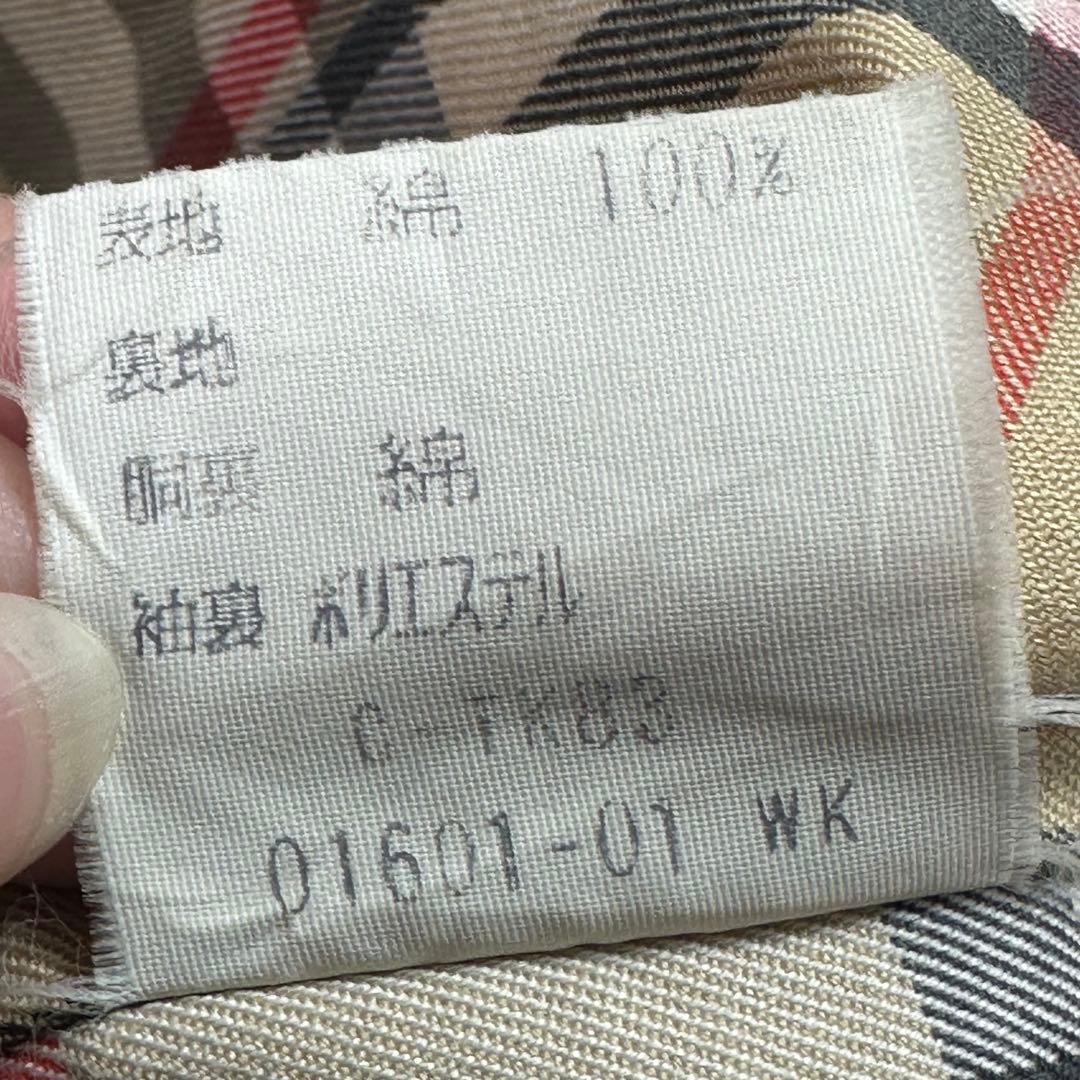 表地 綿 100%
裏地
胴裏 綿
袖裏 ポリエステル
C-TK83
01601-01 WK